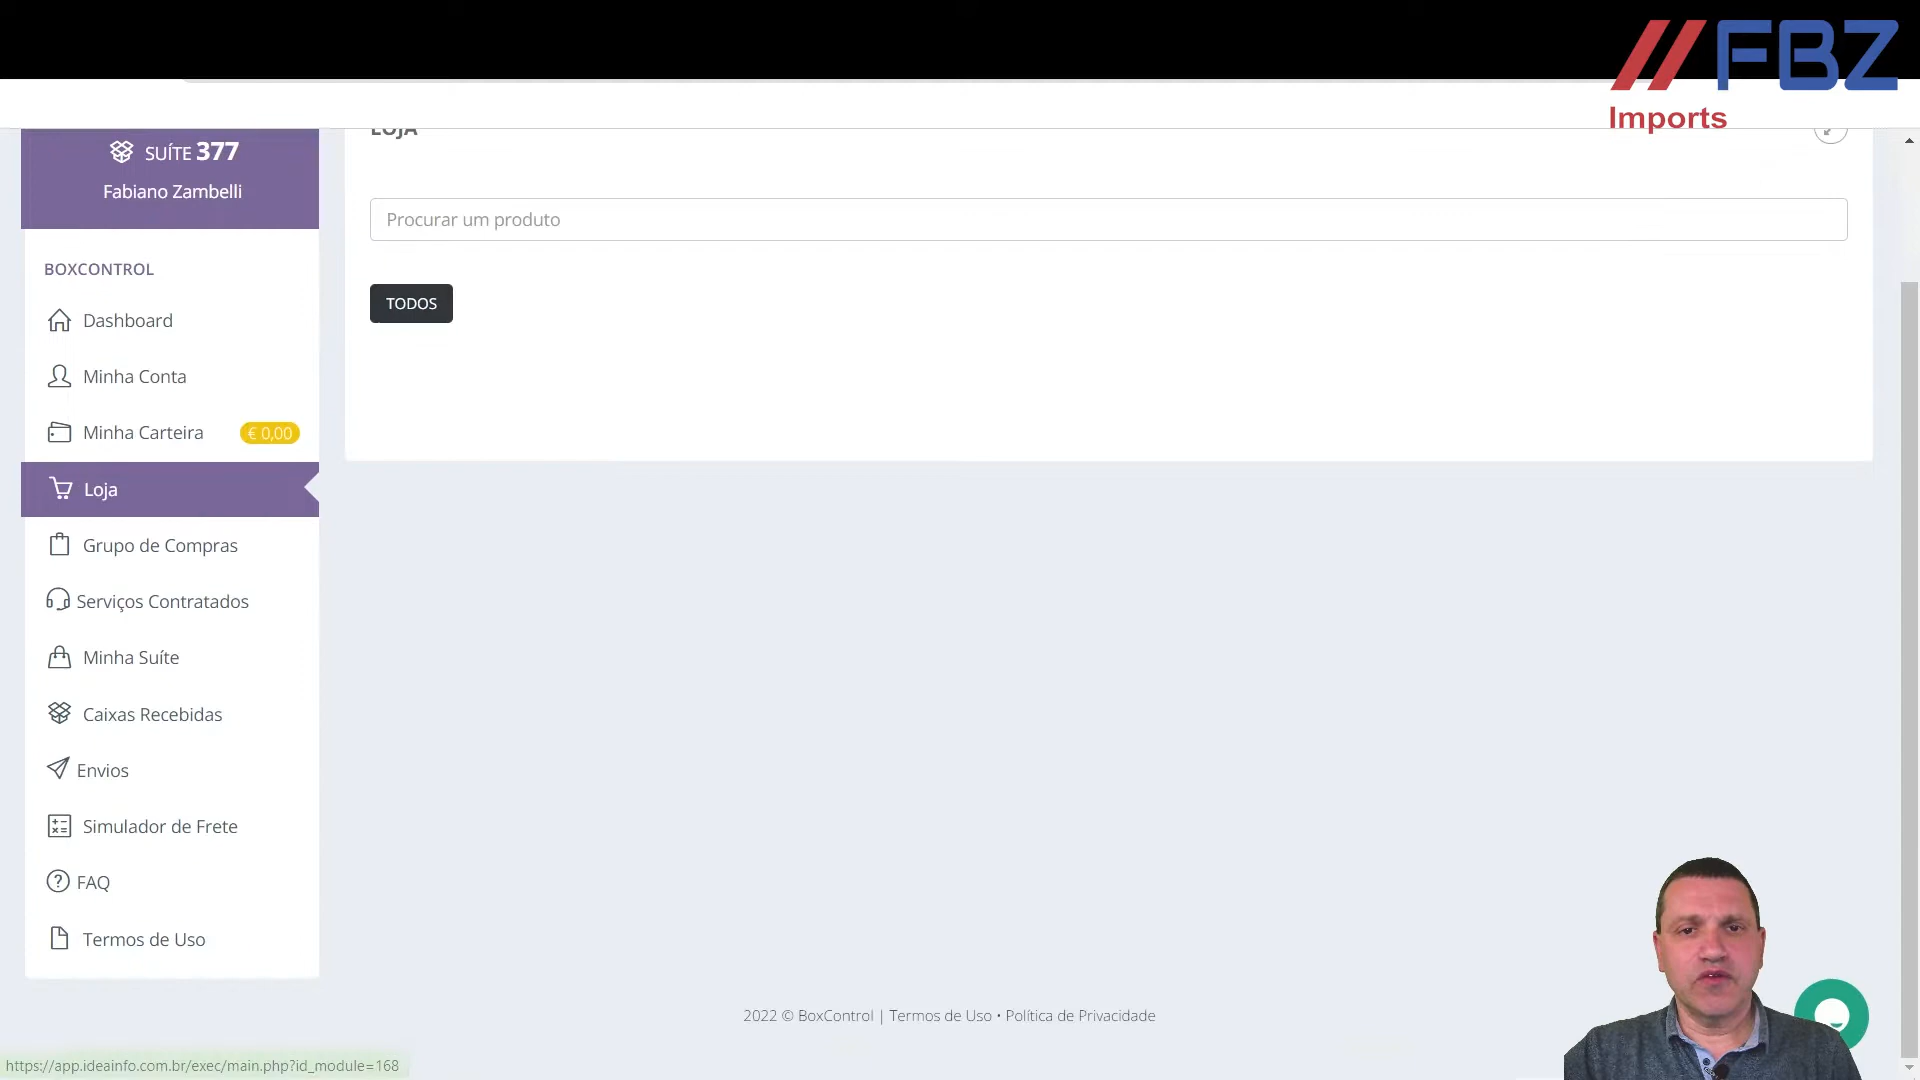 FBZ
Imports
LOJA
SUÍTE 377
Fabiano Zambelli
Procurar um produto
BOXCONTROL
TODOS
Dashboard
Minha Conta
Minha Carteira € 0,00
Loja
Grupo de Compras
Serviços Contratados
Minha Suíte
Caixas Recebidas
Envios
Simulador de Frete
FAQ
Termos de Uso
2022 © BoxControl | Termos de Uso • Política de Privacidade
https://app.ideainfo.com.br/exec/main.php?id_module=168